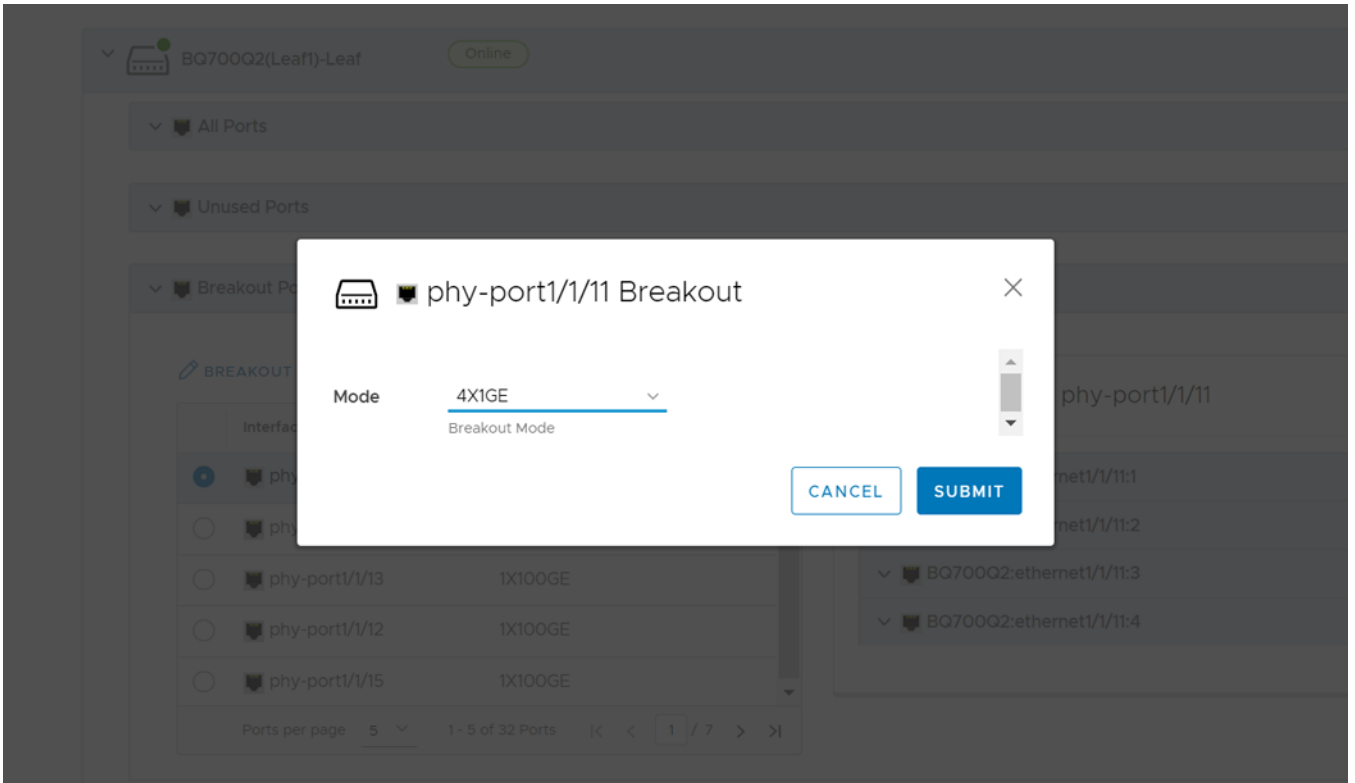 BQ700Q2(Leaf1)-Leaf
Online
All Ports
Unused Ports
Breakout Po
phy-port1/1/11 Breakout
Mode
4X1GE
Breakout Mode
CANCEL
SUBMIT
BREAKOUT
phy-port1/1/11
Interfac
phy
net1/1/11:1
phy
net1/1/11:2
phy-port1/1/13 1X100GE
BQ700Q2:ethernet1/1/11:3
phy-port1/1/12 1X100GE
BQ700Q2:ethernet1/1/11:4
phy-port1/1/15 1X100GE
Ports per page 5 1 - 5 of 32 Ports 1 / 7